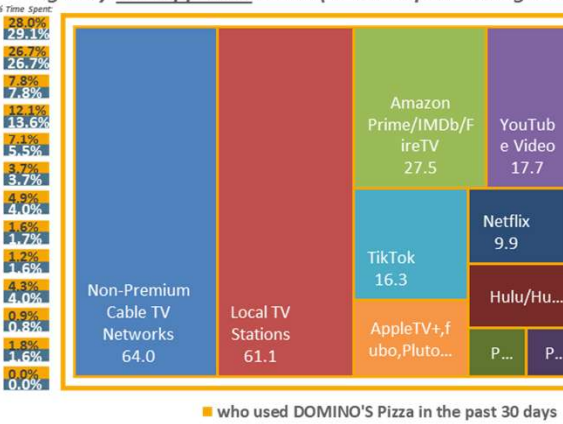 % Time Spent:
28.0%
29.1%
26.7%
26.7%
7.8%
7.8%
12.1%
13.6%
7.1%
5.5%
3.7%
3.7%
4.9%
4.0%
1.6%
1.7%
1.2%
1.6%
4.3%
4.0%
0.9%
0.8%
1.8%
1.6%
0.0%
0.0%
Non-Premium
Cable TV
Networks
64.0
Local TV
Stations
61.1
Amazon
Prime/IMDb/F
ireTV
27.5
YouTub
e Video
17.7
TikTok
16.3
Netflix
9.9
Hulu/Hu...
AppleTV+,f
ubo,Pluto...
P...
P..
who used DOMINO'S Pizza in the past 30 days